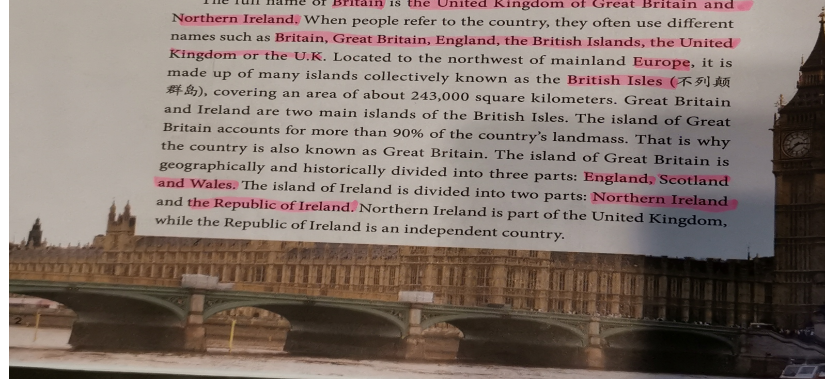 The full name of Britain is the United Kingdom of Great Britain and
Northern Ireland. When people refer to the country, they often use different
names such as Britain, Great Britain, England, the British Islands, the United
Kingdom or the U.K. Located to the northwest of mainland Europe, it is
made up of many islands collectively known as the British Isles (不列颠
群岛), covering an area of about 243,000 square kilometers. Great Britain
and Ireland are two main islands of the British Isles. The island of Great
Britain accounts for more than 90% of the country's landmass. That is why
the country is also known as Great Britain. The island of Great Britain is
geographically and historically divided into three parts: England, Scotland
and Wales. The island of Ireland is divided into two parts: Northern Ireland
and the Republic of Ireland. Northern Ireland is part of the United Kingdom,
while the Republic of Ireland is an independent country.
2